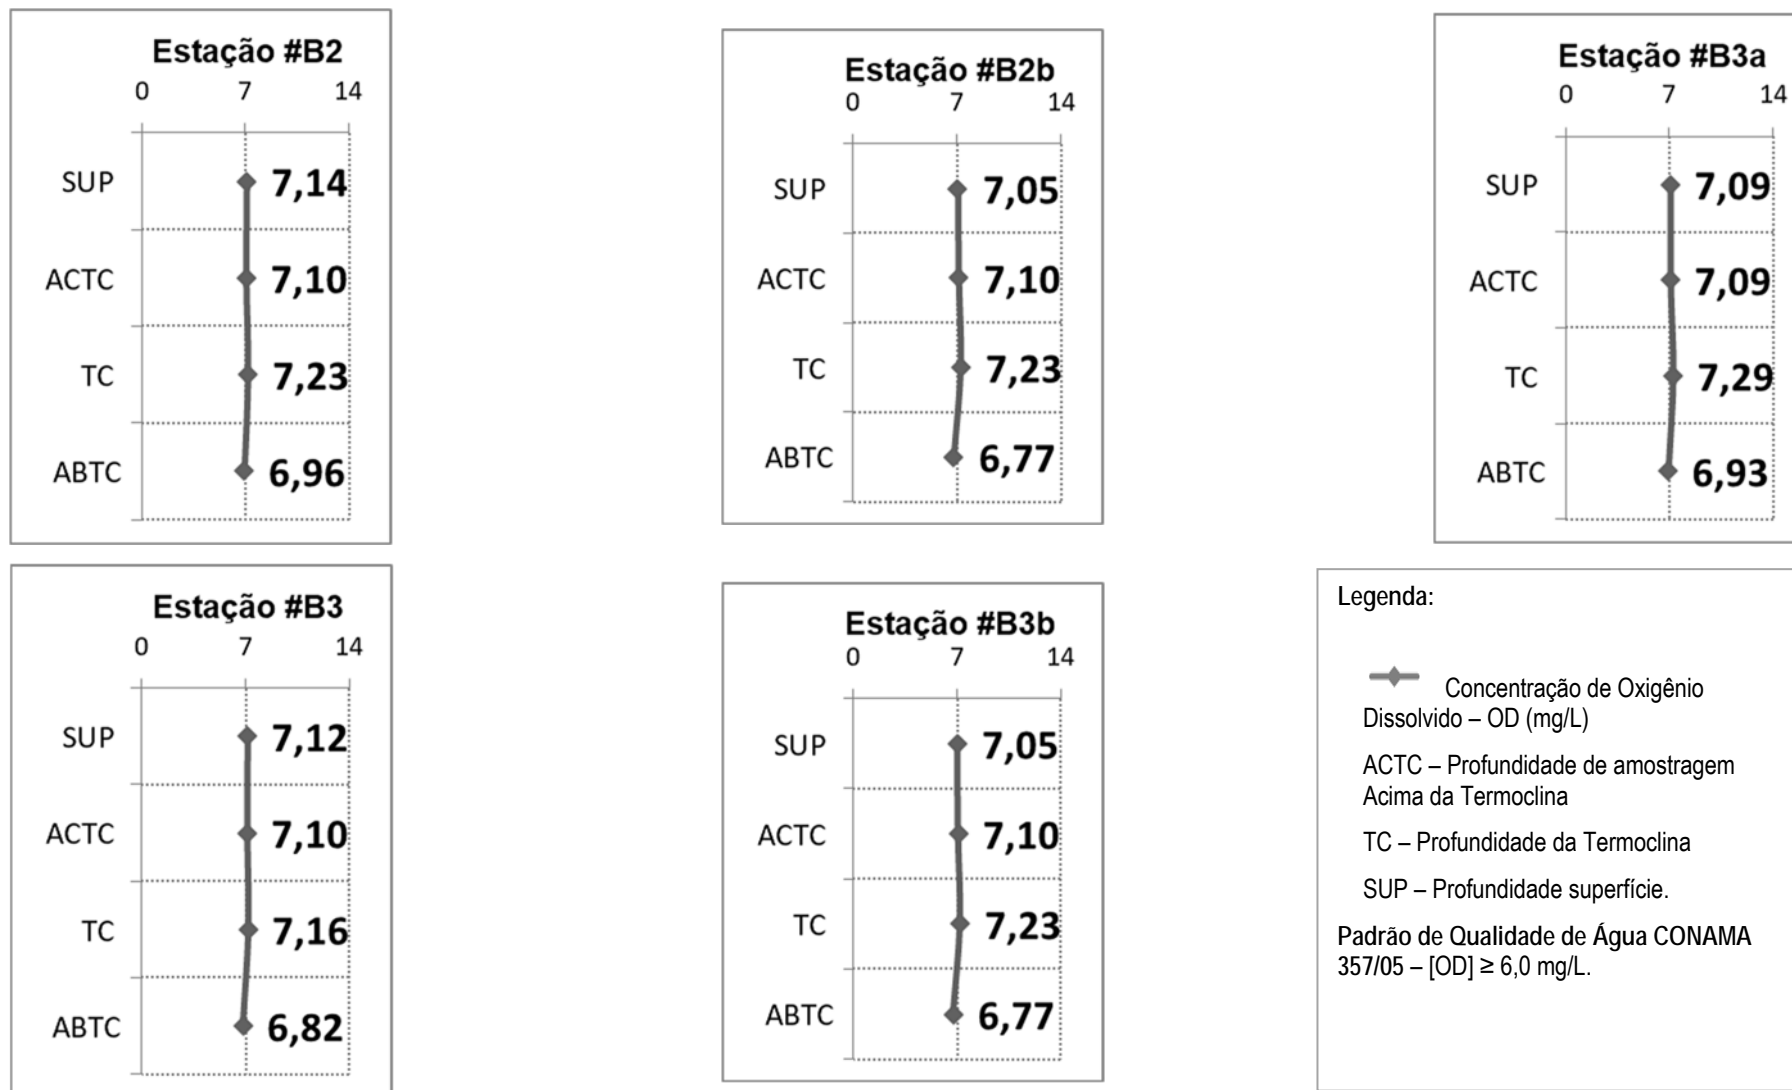 Estação #B2
0 7 14
SUP 7,14
ACTC 7,10
TC 7,23
ABTC 6,96
Estação #B2b
0 7 14
SUP 7,05
ACTC 7,10
TC 7,23
ABTC 6,77
Estação #B3a
0 7 14
SUP 7,09
ACTC 7,09
TC 7,29
ABTC 6,93
Estação #B3
0 7 14
SUP 7,12
ACTC 7,10
TC 7,16
ABTC 6,82
Estação #B3b
0 7 14
SUP 7,05
ACTC 7,10
TC 7,23
ABTC 6,77
Legenda:
Concentração de Oxigênio
Dissolvido – OD (mg/L)
ACTC – Profundidade de amostragem
Acima da Termoclina
TC – Profundidade da Termoclina
SUP – Profundidade superfície.
Padrão de Qualidade de Água CONAMA
357/05 – [OD] ≥ 6,0 mg/L.